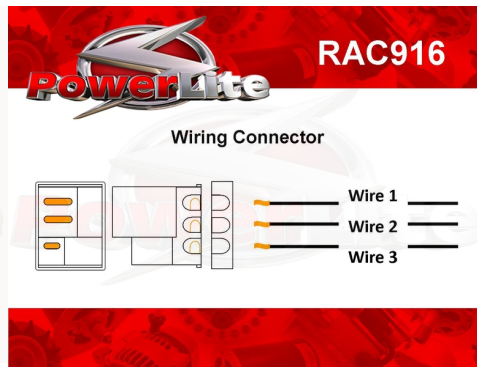 PowerLite
RAC916
Wiring Connector
Wire 1
Wire 2
Wire 3